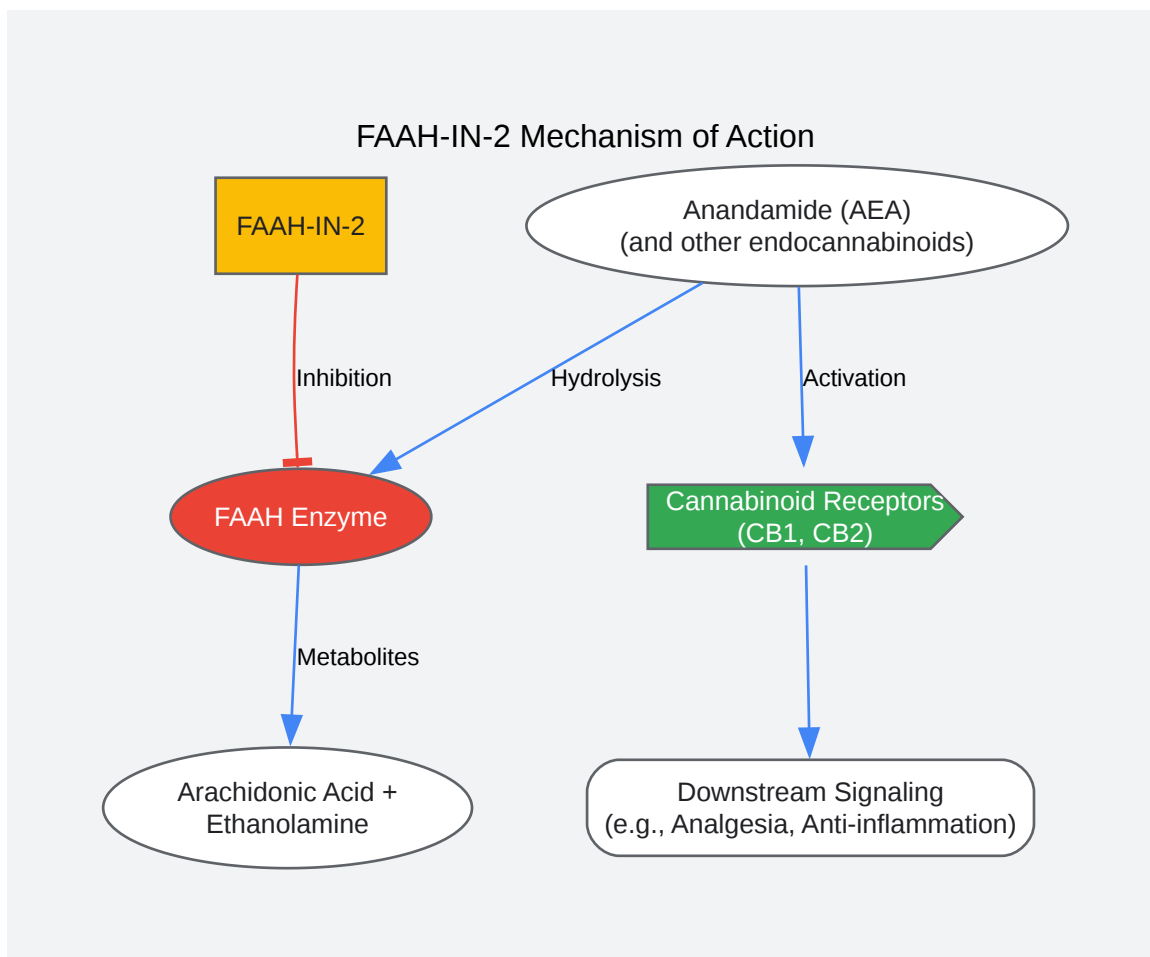 FAAH-IN-2 Mechanism of Action
FAAH-IN-2
Anandamide (AEA)
(and other endocannabinoids)
Inhibition
Hydrolysis
Activation
FAAH Enzyme
Cannabinoid Receptors
(CB1, CB2)
Metabolites
Arachidonic Acid +
Ethanolamine
Downstream Signaling
(e.g., Analgesia, Anti-inflammation)